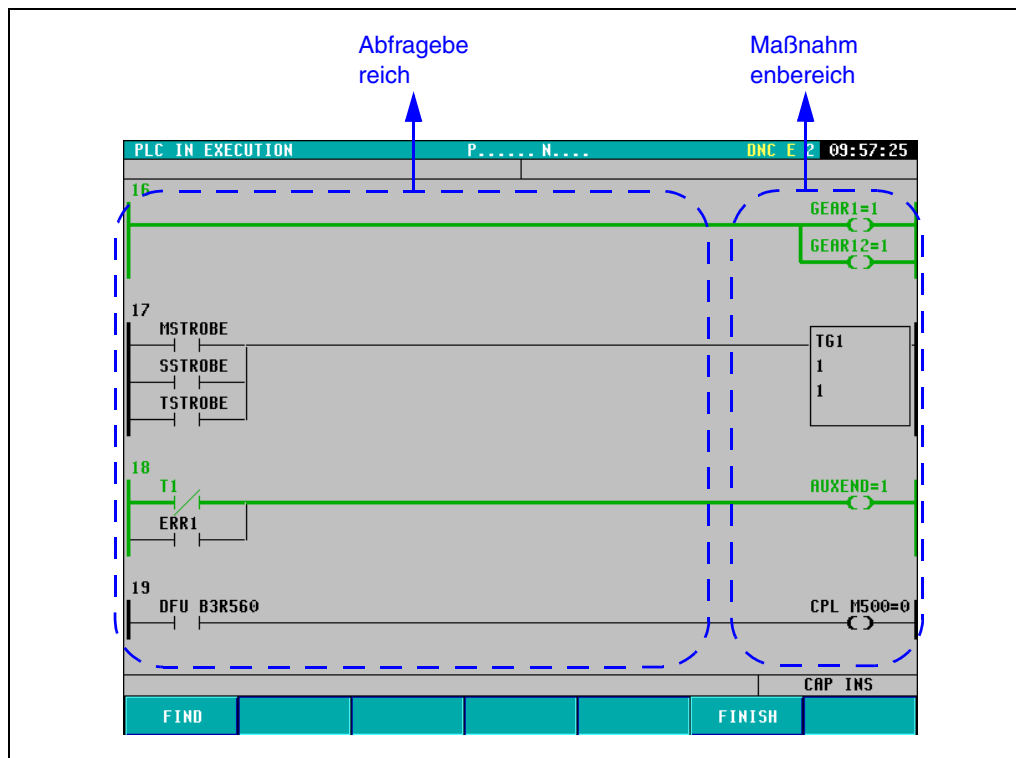 Abfragebe
reich
Maßnahm
enbereich
PLC IN EXECUTION P...... N.... DNC E 2 09:57:25
16
GEAR1=1
GEAR12=1
17
MSTROBE
SSTROBE
TSTROBE
TG1
1
1
18
T1
AUXEND=1
ERR1
19
DFU B3R560
CPL M500=0
CAP INS
FIND FINISH